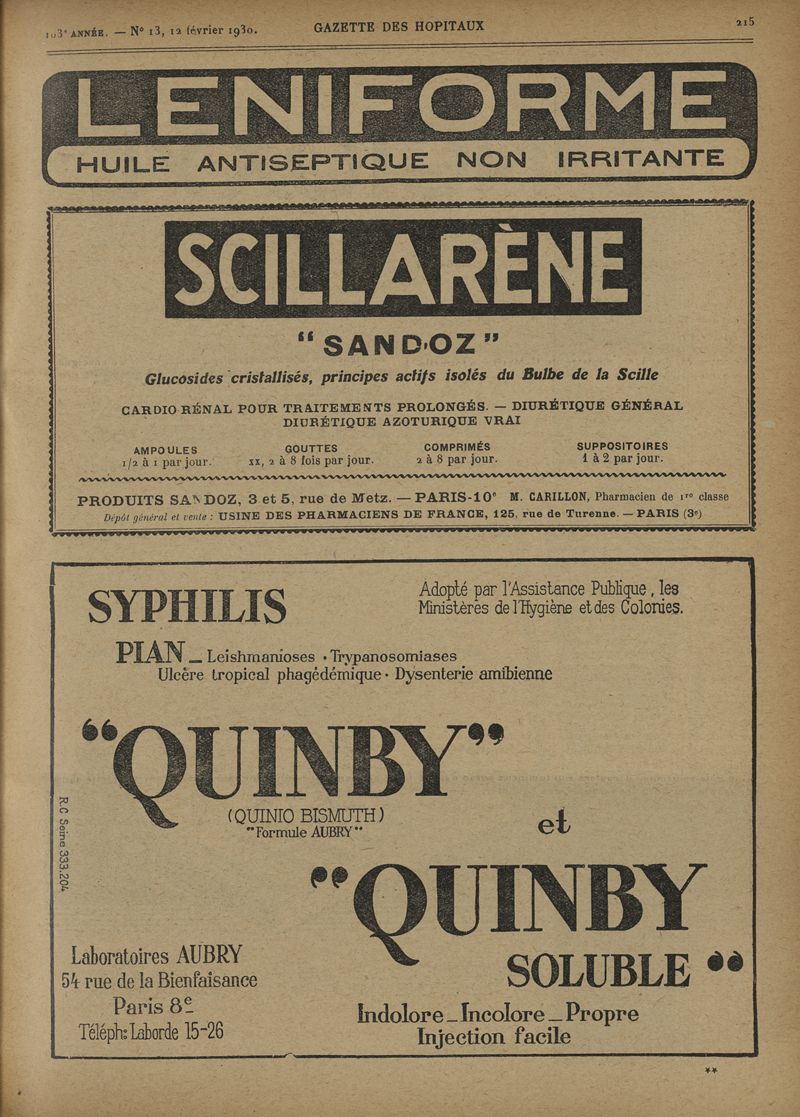 103e ANNÉE. — N° 13, 12 février 1930. GAZETTE DES HOPITAUX 215
LENIFORME
HUILE ANTISEPTIQUE NON IRRITANTE
SCILLARÈNE
“SANDOZ”
Glucosides cristallisés, principes actifs isolés du Bulbe de la Scille
CARDIO-RÉNAL POUR TRAITEMENTS PROLONGÉS. — DIURÉTIQUE GÉNÉRAL
DIURÉTIQUE AZOTURIQUE VRAI
AMPOULES GOUTTES COMPRIMÉS SUPPOSITOIRES
1/2 à 1 par jour. xx, 2 à 8 fois par jour. 2 à 8 par jour. 1 à 2 par jour.
PRODUITS SANDOZ, 3 et 5, rue de Metz. — PARIS-10e M. CARILLON, Pharmacien de 1re classe
Dépôt général et vente : USINE DES PHARMACIENS DE FRANCE, 125, rue de Turenne. — PARIS (3e)
SYPHILIS
Adopté par l'Assistance Publique, les
Ministères de l'Hygiène et des Colonies.
PIAN — Leishmanioses · Trypanosomiases
Ulcère tropical phagédémique · Dysenterie amibienne
“QUINBY”
(QUINIO BISMUTH)
"Formule AUBRY"
et
“QUINBY
SOLUBLE”
R.C Seine 333.204
Laboratoires AUBRY
54 rue de la Bienfaisance
Paris 8e
Téléph: Laborde 15-26
Indolore _ Incolore _ Propre
Injection facile
**